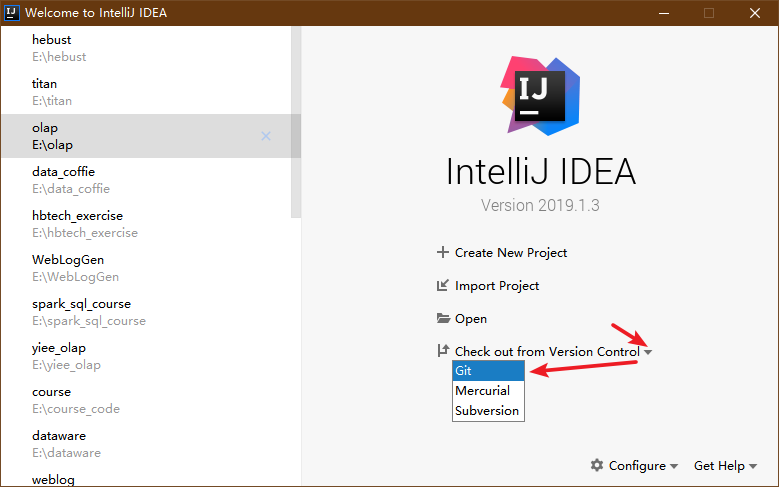 Welcome to IntelliJ IDEA
hebust
E:\hebust
titan
E:\titan
olap
E:\olap
data_coffie
E:\data_coffie
hbtech_exercise
E:\hbtech_exercise
WebLogGen
E:\WebLogGen
spark_sql_course
E:\spark_sql_course
yiee_olap
E:\yiee_olap
course
E:\course_code
dataware
E:\dataware
weblog
IJ
IntelliJ IDEA
Version 2019.1.3
Create New Project
Import Project
Open
Check out from Version Control
Git
Mercurial
Subversion
Configure
Get Help